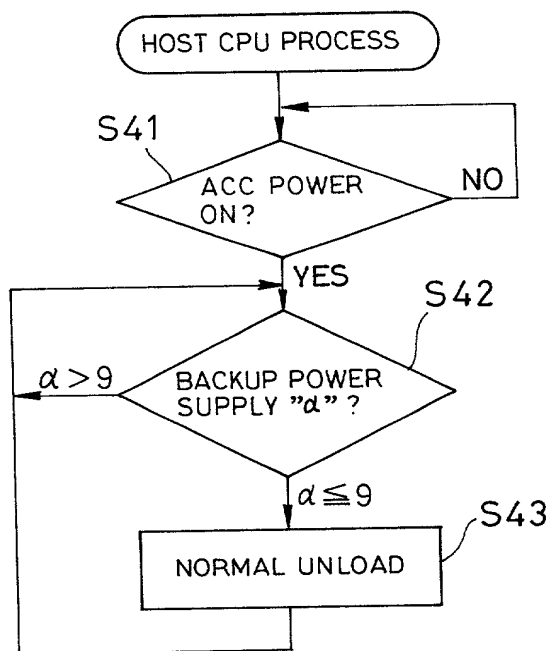 HOST CPU PROCESS
S41
ACC POWER
ON?
NO
YES
S42
α>9
BACKUP POWER
SUPPLY "α" ?
α≦9
S43
NORMAL UNLOAD